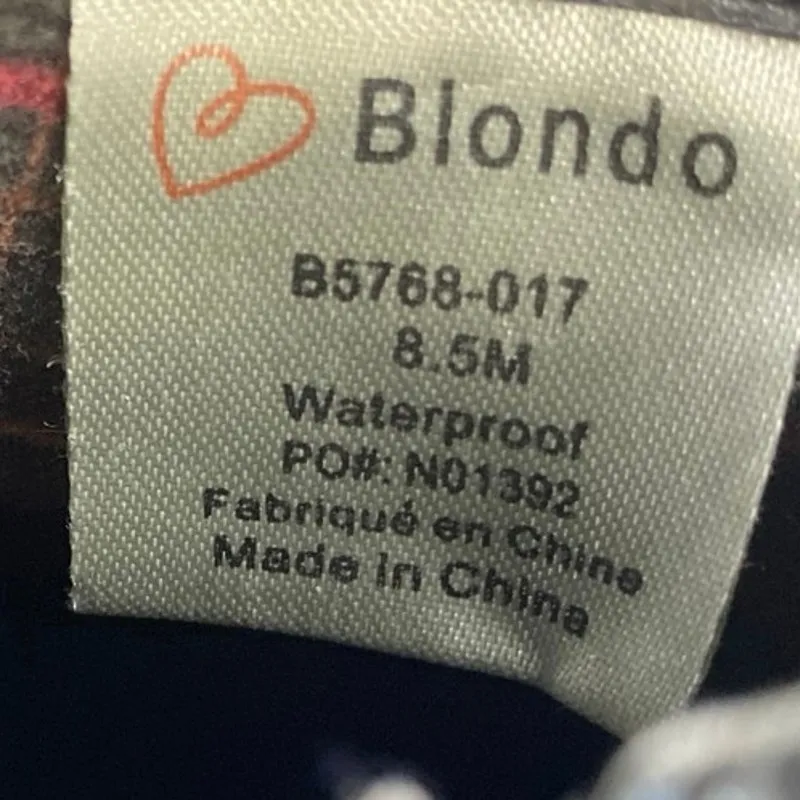 Blondo
B5768-017
8.5M
Waterproof
PO#: N01392
Fabriqué en Chine
Made in China